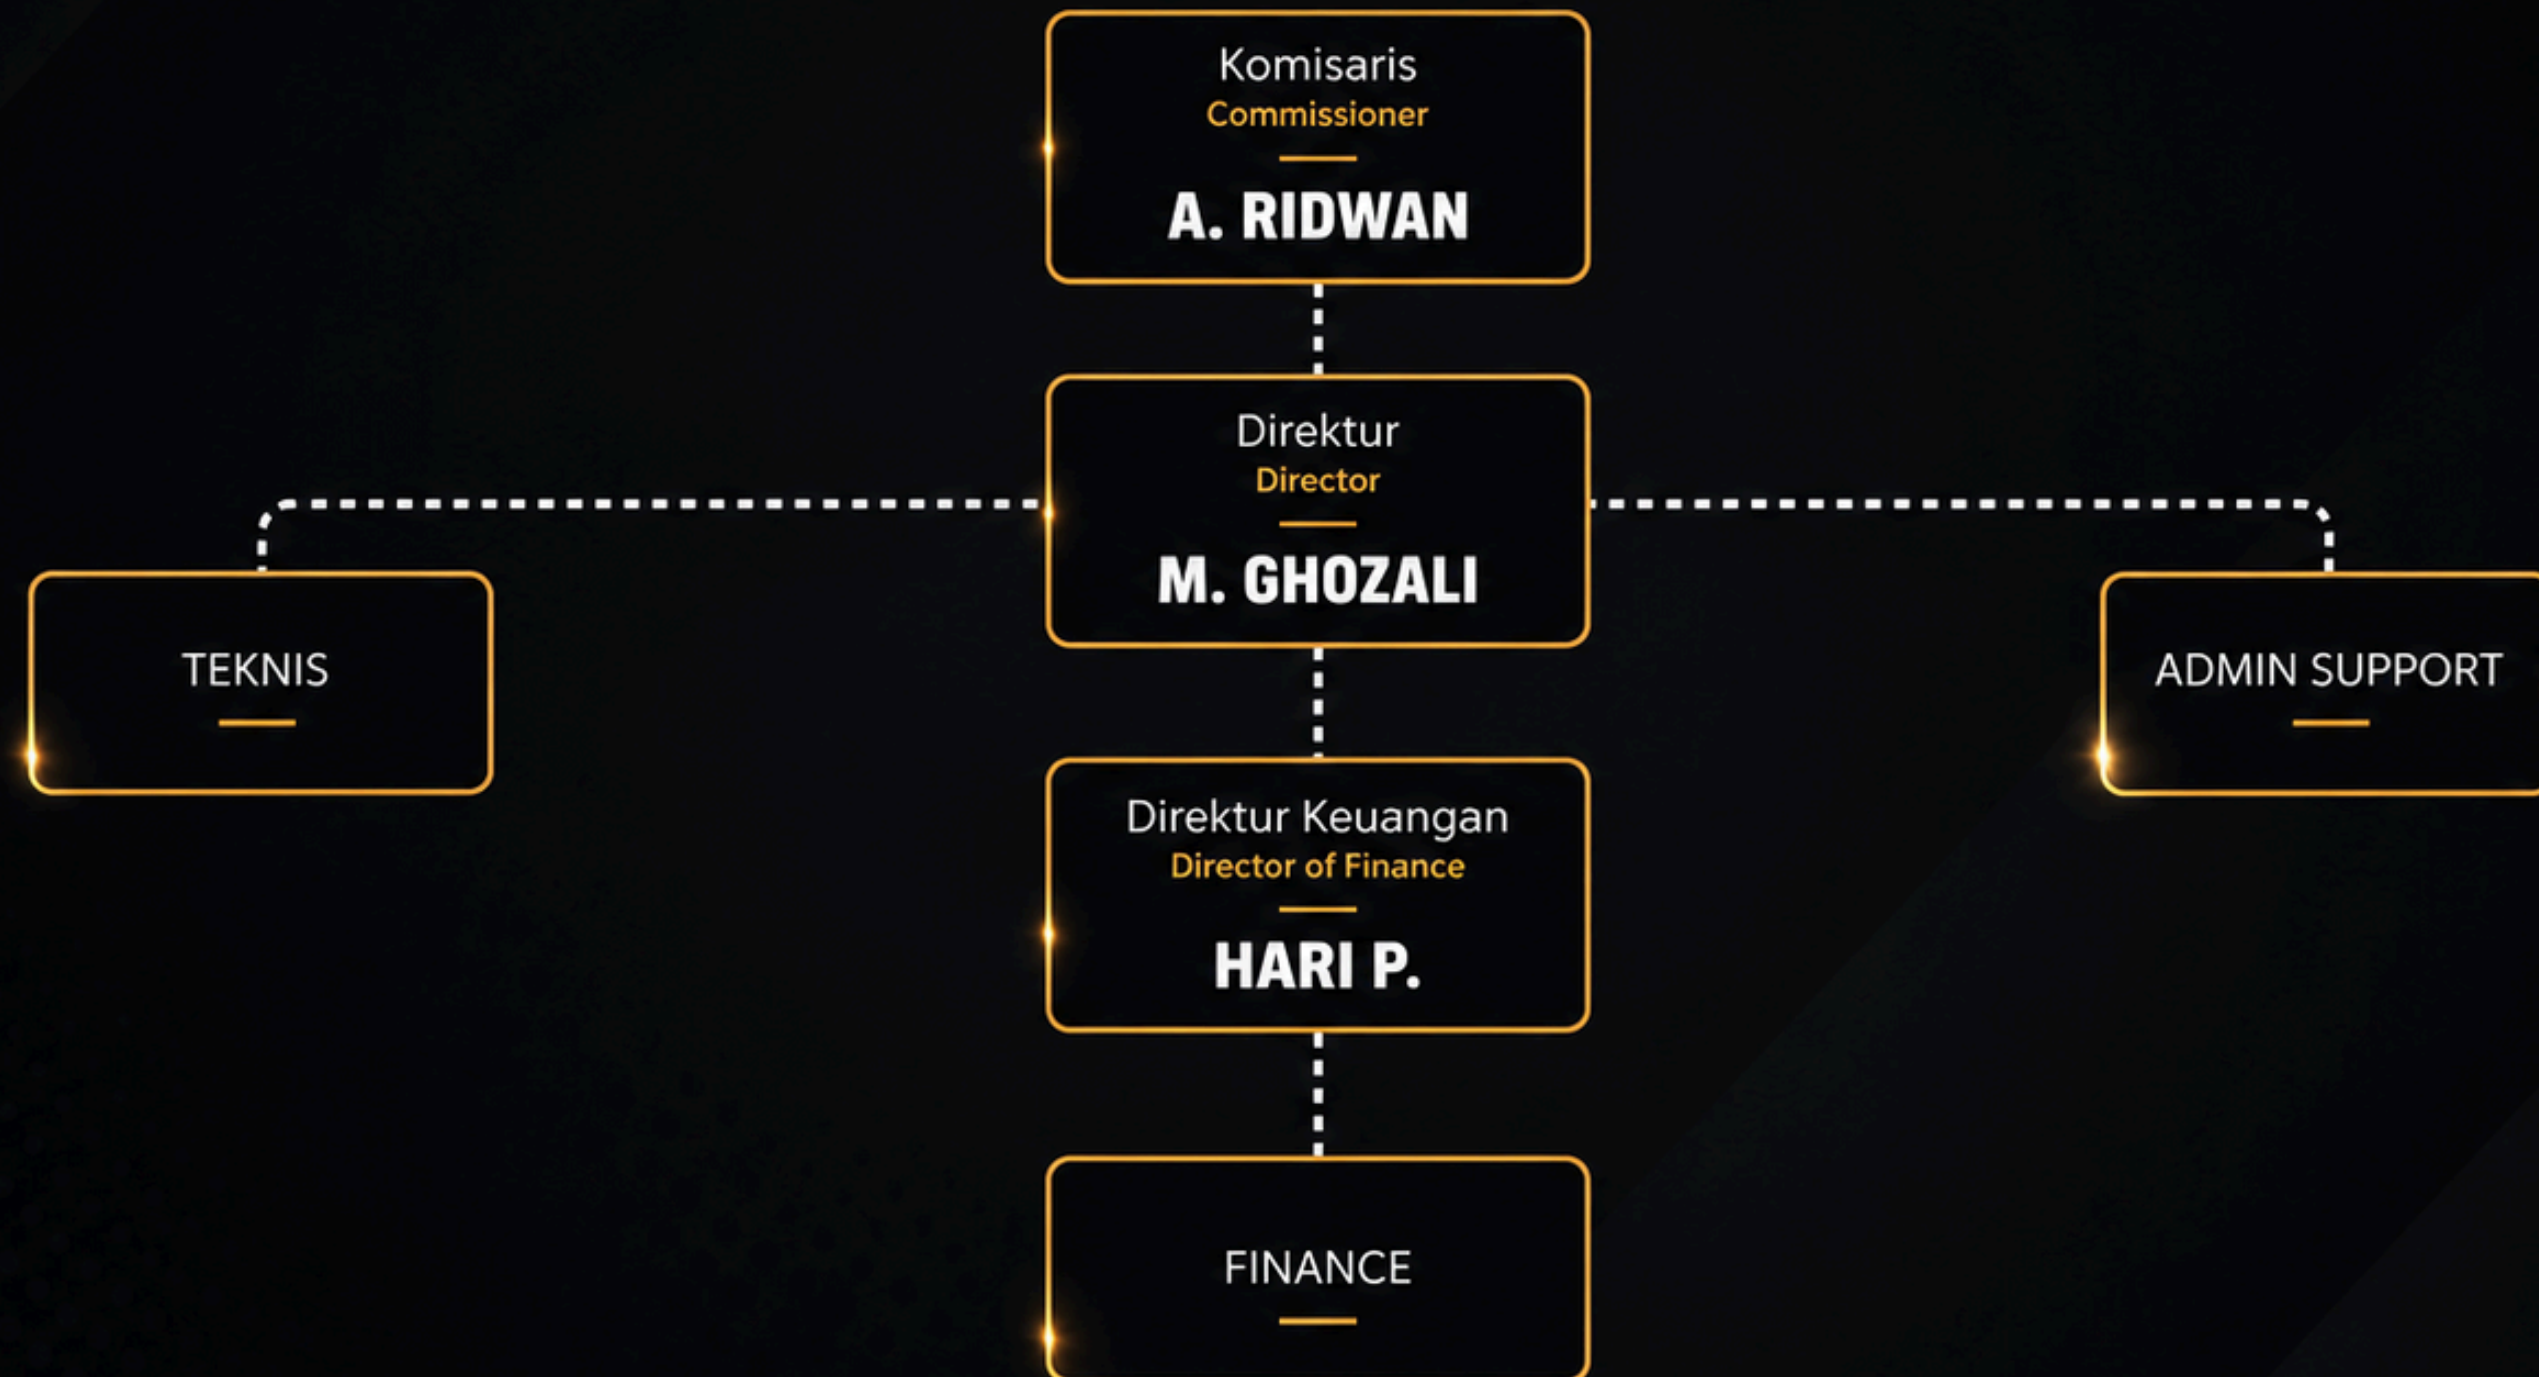 Komisaris
Commissioner
A. RIDWAN
Direktur
Director
M. GHOZALI
TEKNIS
ADMIN SUPPORT
Direktur Keuangan
Director of Finance
HARI P.
FINANCE